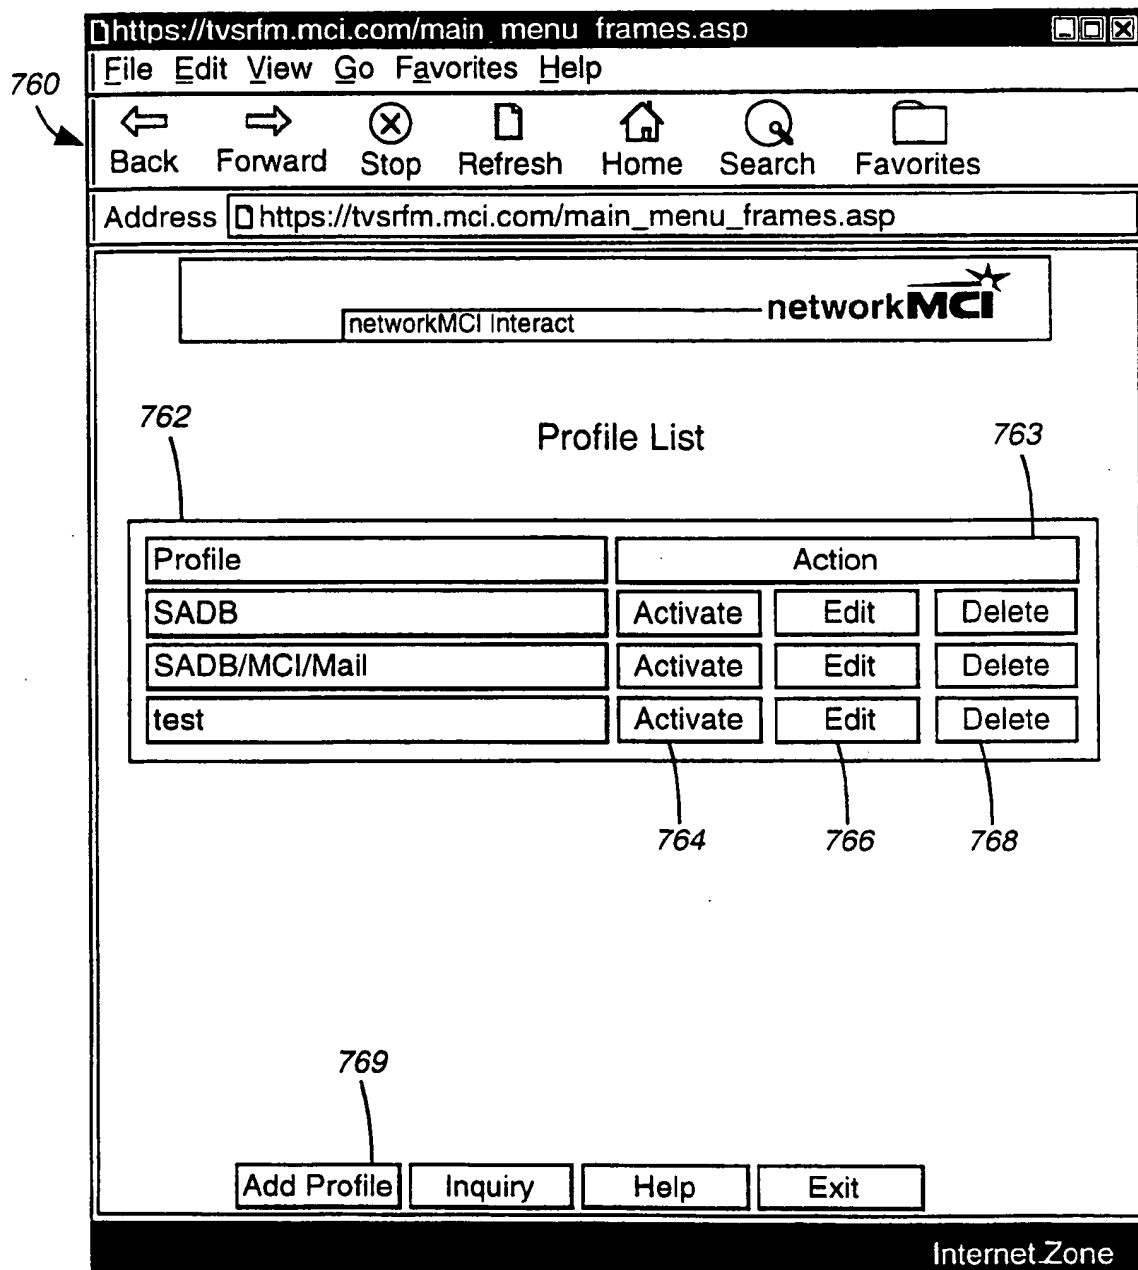 https://tvsrfm.mci.com/main_menu_frames.asp
760
File Edit View Go Favorites Help
Back Forward Stop Refresh Home Search Favorites
Address https://tvsrfm.mci.com/main_menu_frames.asp
networkMCI
networkMCI Interact
762
Profile List
763
Profile Action
SADB Activate Edit Delete
SADB/MCI/Mail Activate Edit Delete
test Activate Edit Delete
764 766 768
769
Add Profile Inquiry Help Exit
Internet Zone